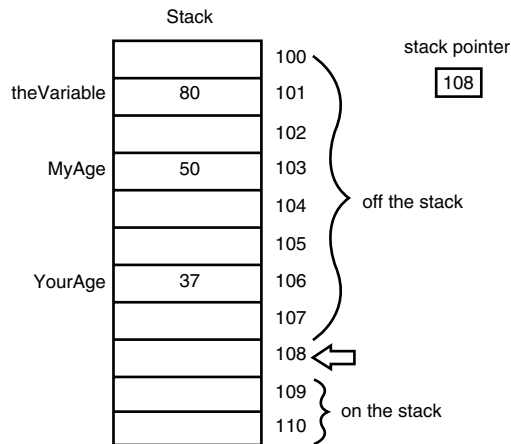 Stack
stack pointer
108
100
theVariable 80 101
102
MyAge 50 103
104
off the stack
105
YourAge 37 106
107
108
109
on the stack
110